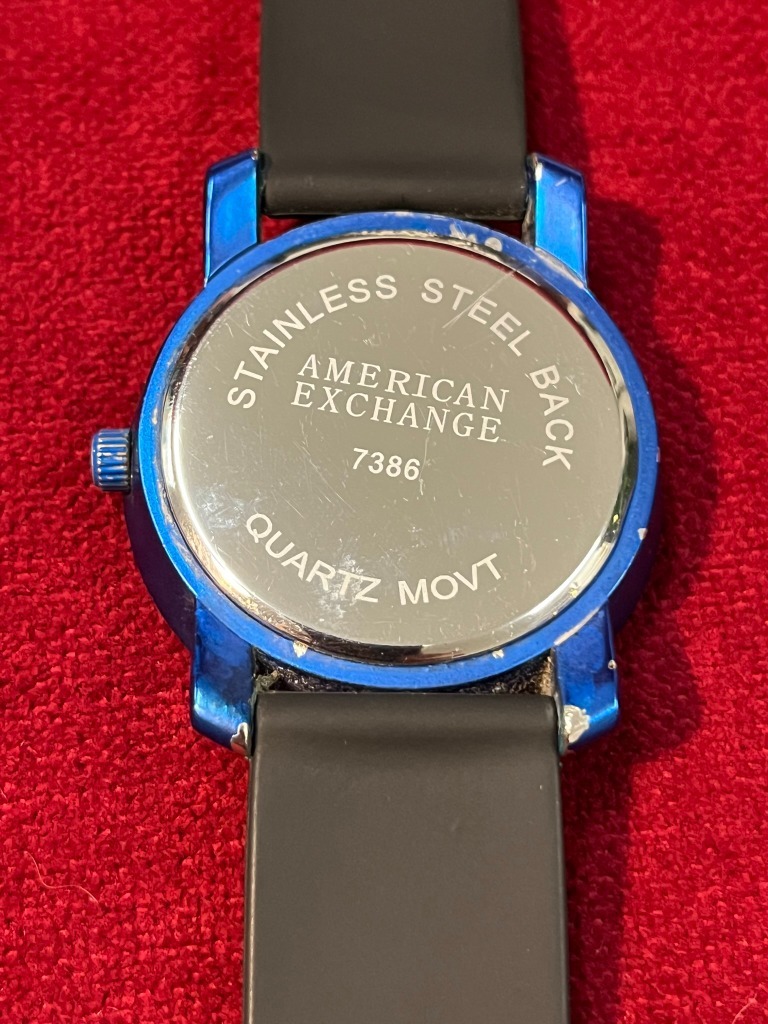 STAINLESS STEEL BACK
AMERICAN
EXCHANGE
7386
QUARTZ MOVT